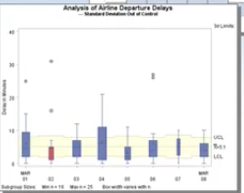 Analysis of Airline Departure Delays
Standard Deviation Out of Control
3σ Limits:
40
30
20
10
0
Delay in Minutes
UCL
LCL
MAR
01
02
03
04
05
06
07
MAR
08
Subgroup Sizes: Min n = 16 Max n = 25 Box width varies with n